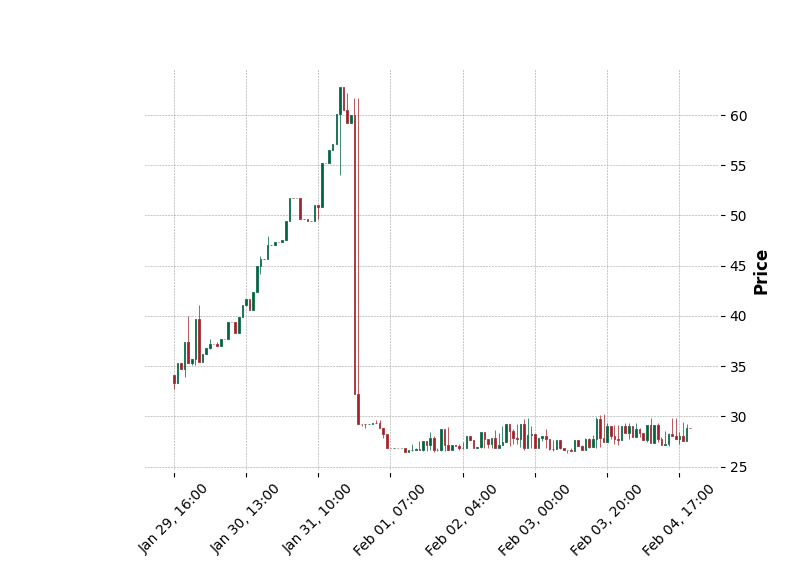 60
55
50
45
40
35
30
25
Price
Jan 29, 16:00
Jan 30, 13:00
Jan 31, 10:00
Feb 01, 07:00
Feb 02, 04:00
Feb 03, 00:00
Feb 03, 20:00
Feb 04, 17:00